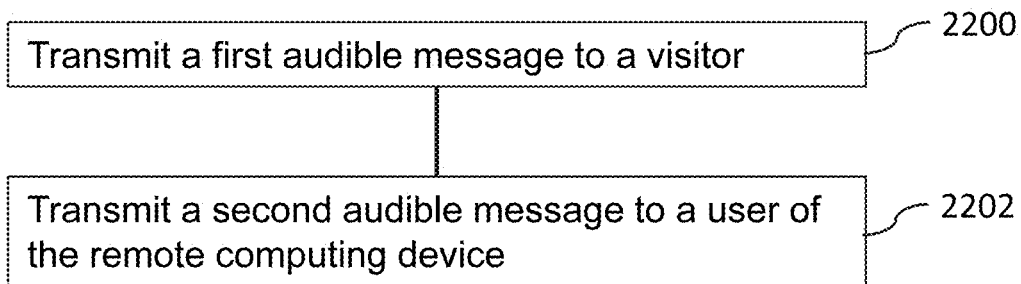 2200
Transmit a first audible message to a visitor
2202
Transmit a second audible message to a user of
the remote computing device